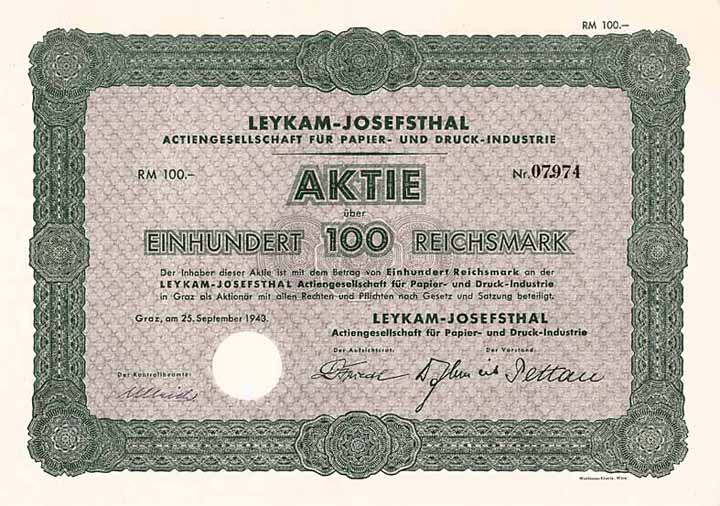 RM 100.–
LEYKAM-JOSEFSTHAL
ACTIENGESELLSCHAFT FÜR PAPIER- UND DRUCK-INDUSTRIE
RM 100.– Nr. 07.974
AKTIE
über
EINHUNDERT 100 REICHSMARK
Der Inhaber dieser Aktie ist mit dem Betrag von Einhundert Reichsmark an der
LEYKAM-JOSEFSTHAL Actiengesellschaft für Papier- und Druck-Industrie
in Graz als Aktionär mit allen Rechten und Pflichten nach Gesetz und Satzung beteiligt.
Graz, am 25. September 1943.
LEYKAM-JOSEFSTHAL
Actiengesellschaft für Papier- und Druck-Industrie
Der Aufsichtsrat. Der Vorstand.
Der Kontrollbeamte:
Pettau